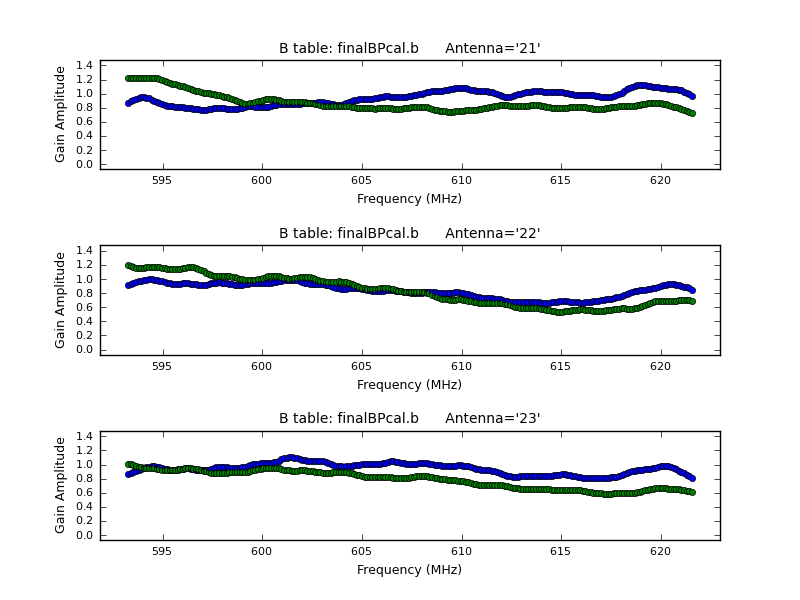 B table: finalBPcal.b Antenna='21'
Gain Amplitude
1.4
1.2
1.0
0.8
0.6
0.4
0.2
0.0
595 600 605 610 615 620
Frequency (MHz)
B table: finalBPcal.b Antenna='22'
Gain Amplitude
1.4
1.2
1.0
0.8
0.6
0.4
0.2
0.0
595 600 605 610 615 620
Frequency (MHz)
B table: finalBPcal.b Antenna='23'
Gain Amplitude
1.4
1.2
1.0
0.8
0.6
0.4
0.2
0.0
595 600 605 610 615 620
Frequency (MHz)